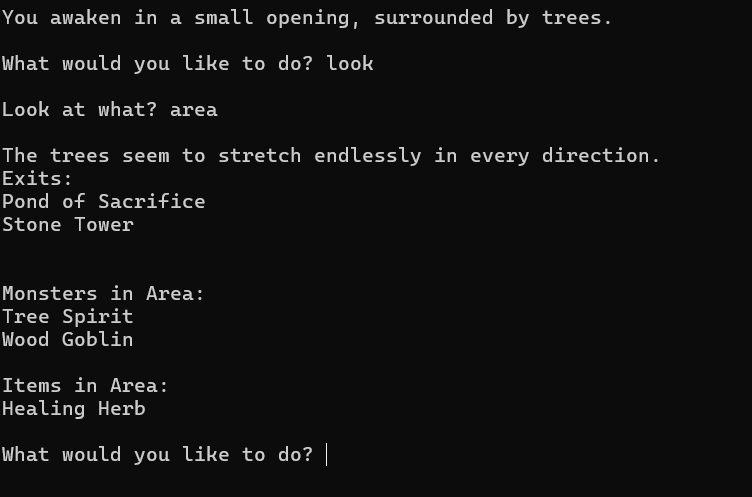 You awaken in a small opening, surrounded by trees.
What would you like to do? look
Look at what? area
The trees seem to stretch endlessly in every direction.
Exits:
Pond of Sacrifice
Stone Tower
Monsters in Area:
Tree Spirit
Wood Goblin
Items in Area:
Healing Herb
What would you like to do?